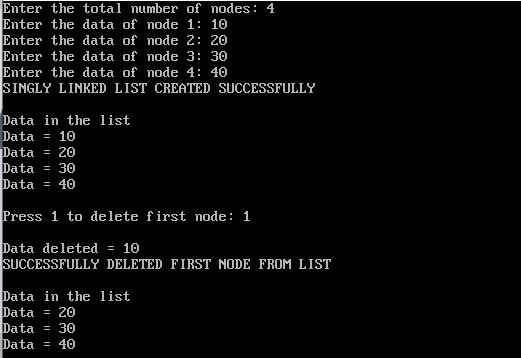 Enter the total number of nodes: 4
Enter the data of node 1: 10
Enter the data of node 2: 20
Enter the data of node 3: 30
Enter the data of node 4: 40
SINGLY LINKED LIST CREATED SUCCESSFULLY
Data in the list
Data = 10
Data = 20
Data = 30
Data = 40
Press 1 to delete first node: 1
Data deleted = 10
SUCCESSFULLY DELETED FIRST NODE FROM LIST
Data in the list
Data = 20
Data = 30
Data = 40